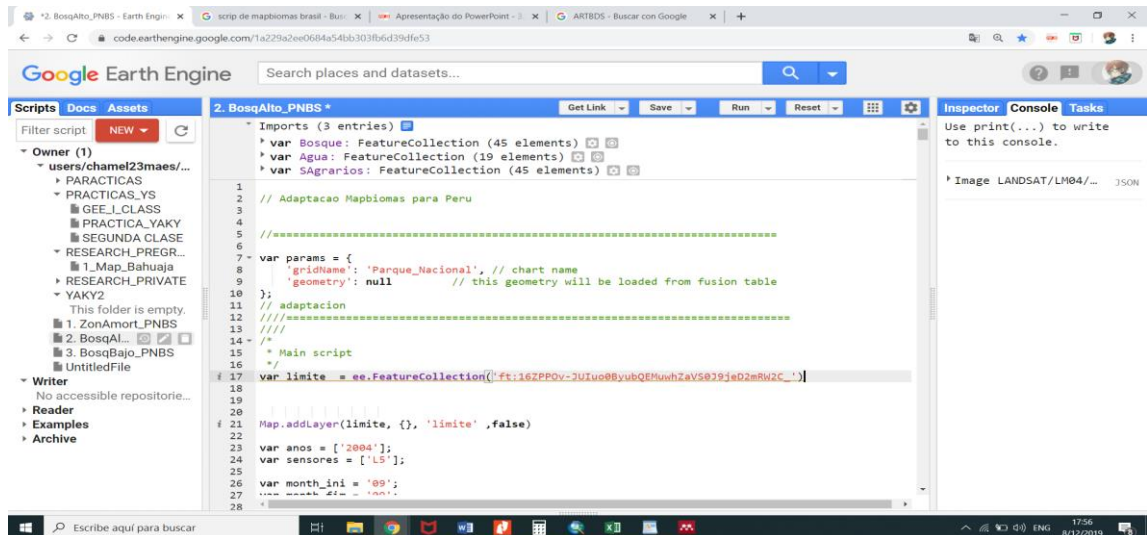 *2. BosqAlto_PNBS - Earth Engin
scrip de mapbiomas brasil - Bus
Apresentação do PowerPoint - 3
ARTBDS - Buscar con Google
code.earthengine.google.com/1a229a2ee0684a54bb303fb6d39dfe53
Google Earth Engine
Search places and datasets...
Scripts Docs Assets
Filter script NEW
Owner (1)
users/chamel23maes/...
PARACTICAS
PRACTICAS_YS
GEE_I_CLASS
PRACTICA_YAKY
SEGUNDA CLASE
RESEARCH_PREGR...
1_Map_Bahuaja
RESEARCH_PRIVATE
YAKY2
This folder is empty.
1. ZonAmort_PNBS
2. BosqAl...
3. BosqBajo_PNBS
UntitledFile
Writer
No accessible repositorie...
Reader
Examples
Archive
2. BosqAlto_PNBS *
Get Link Save Run Reset
Imports (3 entries)
var Bosque: FeatureCollection (45 elements)
var Agua: FeatureCollection (19 elements)
var SAgrarios: FeatureCollection (45 elements)
1
2 // Adaptacao Mapbiomas para Peru
3
4
5 //==============================================================================
6
7 var params = {
8 'gridName': 'Parque_Nacional', // chart name
9 'geometry': null // this geometry will be loaded from fusion table
10 };
11 // adaptacion
12 ////==============================================================================
13 ////
14 /*
15 * Main script
16 */
i 17 var limite = ee.FeatureCollection('ft:16ZPPOv-JUIuo0ByubQEMuwhZaVS0J9jeD2mRW2C_')
18
19
20
i 21 Map.addLayer(limite, {}, 'limite' ,false)
22
23 var anos = ['2004'];
24 var sensores = ['L5'];
25
26 var month_ini = '09';
27
28
Inspector Console Tasks
Use print(...) to write
to this console.
Image LANDSAT/LM04/... JSON
Escribe aquí para buscar
ENG
17:56
8/12/2019